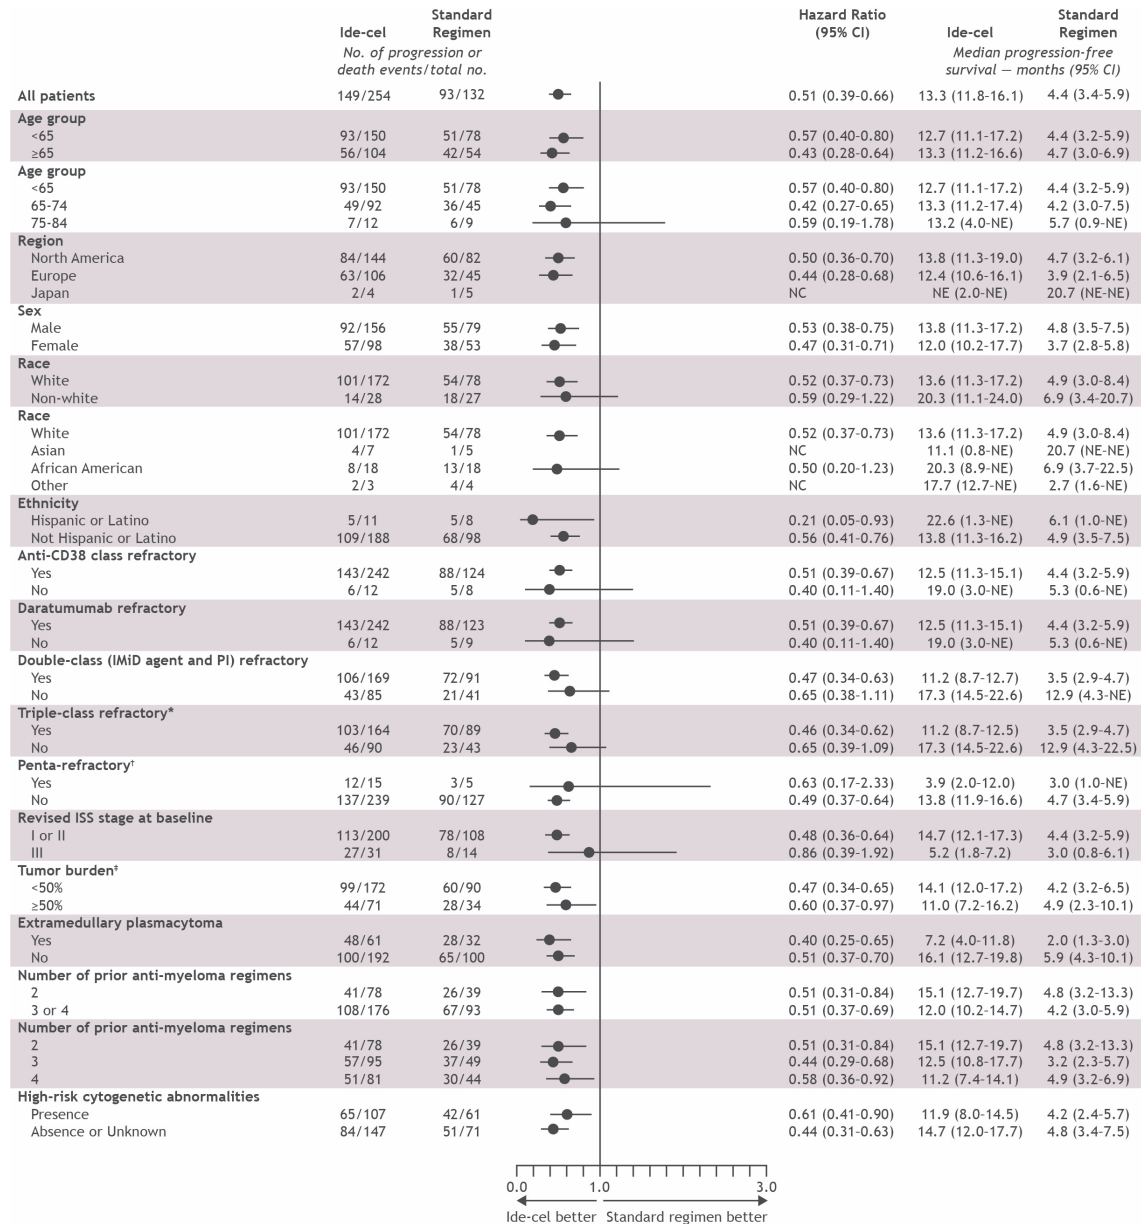 Ide-cel Standard Regimen Hazard Ratio (95% CI) Ide-cel Standard Regimen
No. of progression or death events/total no. Median progression-free survival — months (95% CI)
All patients 149/254 93/132 0.51 (0.39-0.66) 13.3 (11.8-16.1) 4.4 (3.4-5.9)
Age group
<65 93/150 51/78 0.57 (0.40-0.80) 12.7 (11.1-17.2) 4.4 (3.2-5.9)
≥65 56/104 42/54 0.43 (0.28-0.64) 13.3 (11.2-16.6) 4.7 (3.0-6.9)
Age group
<65 93/150 51/78 0.57 (0.40-0.80) 12.7 (11.1-17.2) 4.4 (3.2-5.9)
65-74 49/92 36/45 0.42 (0.27-0.65) 13.3 (11.2-17.4) 4.2 (3.0-7.5)
75-84 7/12 6/9 0.59 (0.19-1.78) 13.2 (4.0-NE) 5.7 (0.9-NE)
Region
North America 84/144 60/82 0.50 (0.36-0.70) 13.8 (11.3-19.0) 4.7 (3.2-6.1)
Europe 63/106 32/45 0.44 (0.28-0.68) 12.4 (10.6-16.1) 3.9 (2.1-6.5)
Japan 2/4 1/5 NC NE (2.0-NE) 20.7 (NE-NE)
Sex
Male 92/156 55/79 0.53 (0.38-0.75) 13.8 (11.3-17.2) 4.8 (3.5-7.5)
Female 57/98 38/53 0.47 (0.31-0.71) 12.0 (10.2-17.7) 3.7 (2.8-5.8)
Race
White 101/172 54/78 0.52 (0.37-0.73) 13.6 (11.3-17.2) 4.9 (3.0-8.4)
Non-white 14/28 18/27 0.59 (0.29-1.22) 20.3 (11.1-24.0) 6.9 (3.4-20.7)
Race
White 101/172 54/78 0.52 (0.37-0.73) 13.6 (11.3-17.2) 4.9 (3.0-8.4)
Asian 4/7 1/5 NC 11.1 (0.8-NE) 20.7 (NE-NE)
African American 8/18 13/18 0.50 (0.20-1.23) 20.3 (8.9-NE) 6.9 (3.7-22.5)
Other 2/3 4/4 NC 17.7 (12.7-NE) 2.7 (1.6-NE)
Ethnicity
Hispanic or Latino 5/11 5/8 0.21 (0.05-0.93) 22.6 (1.3-NE) 6.1 (1.0-NE)
Not Hispanic or Latino 109/188 68/98 0.56 (0.41-0.76) 13.8 (11.3-16.2) 4.9 (3.5-7.5)
Anti-CD38 class refractory
Yes 143/242 88/124 0.51 (0.39-0.67) 12.5 (11.3-15.1) 4.4 (3.2-5.9)
No 6/12 5/8 0.40 (0.11-1.40) 19.0 (3.0-NE) 5.3 (0.6-NE)
Daratumumab refractory
Yes 143/242 88/123 0.51 (0.39-0.67) 12.5 (11.3-15.1) 4.4 (3.2-5.9)
No 6/12 5/9 0.40 (0.11-1.40) 19.0 (3.0-NE) 5.3 (0.6-NE)
Double-class (IMiD agent and PI) refractory
Yes 106/169 72/91 0.47 (0.34-0.63) 11.2 (8.7-12.7) 3.5 (2.9-4.7)
No 43/85 21/41 0.65 (0.38-1.11) 17.3 (14.5-22.6) 12.9 (4.3-NE)
Triple-class refractory*
Yes 103/164 70/89 0.46 (0.34-0.62) 11.2 (8.7-12.5) 3.5 (2.9-4.7)
No 46/90 23/43 0.65 (0.39-1.09) 17.3 (14.5-22.6) 12.9 (4.3-22.5)
Penta-refractory†
Yes 12/15 3/5 0.63 (0.17-2.33) 3.9 (2.0-12.0) 3.0 (1.0-NE)
No 137/239 90/127 0.49 (0.37-0.64) 13.8 (11.9-16.6) 4.7 (3.4-5.9)
Revised ISS stage at baseline
I or II 113/200 78/108 0.48 (0.36-0.64) 14.7 (12.1-17.3) 4.4 (3.2-5.9)
III 27/31 8/14 0.86 (0.39-1.92) 5.2 (1.8-7.2) 3.0 (0.8-6.1)
Tumor burden‡
<50% 99/172 60/90 0.47 (0.34-0.65) 14.1 (12.0-17.2) 4.2 (3.2-6.5)
≥50% 44/71 28/34 0.60 (0.37-0.97) 11.0 (7.2-16.2) 4.9 (2.3-10.1)
Extramedullary plasmacytoma
Yes 48/61 28/32 0.40 (0.25-0.65) 7.2 (4.0-11.8) 2.0 (1.3-3.0)
No 100/192 65/100 0.51 (0.37-0.70) 16.1 (12.7-19.8) 5.9 (4.3-10.1)
Number of prior anti-myeloma regimens
2 41/78 26/39 0.51 (0.31-0.84) 15.1 (12.7-19.7) 4.8 (3.2-13.3)
3 or 4 108/176 67/93 0.51 (0.37-0.69) 12.0 (10.2-14.7) 4.2 (3.0-5.9)
Number of prior anti-myeloma regimens
2 41/78 26/39 0.51 (0.31-0.84) 15.1 (12.7-19.7) 4.8 (3.2-13.3)
3 57/95 37/49 0.44 (0.29-0.68) 12.5 (10.8-17.7) 3.2 (2.3-5.7)
4 51/81 30/44 0.58 (0.36-0.92) 11.2 (7.4-14.1) 4.9 (3.2-6.9)
High-risk cytogenetic abnormalities
Presence 65/107 42/61 0.61 (0.41-0.90) 11.9 (8.0-14.5) 4.2 (2.4-5.7)
Absence or Unknown 84/147 51/71 0.44 (0.31-0.63) 14.7 (12.0-17.7) 4.8 (3.4-7.5)
0.0 1.0 3.0
Ide-cel better Standard regimen better